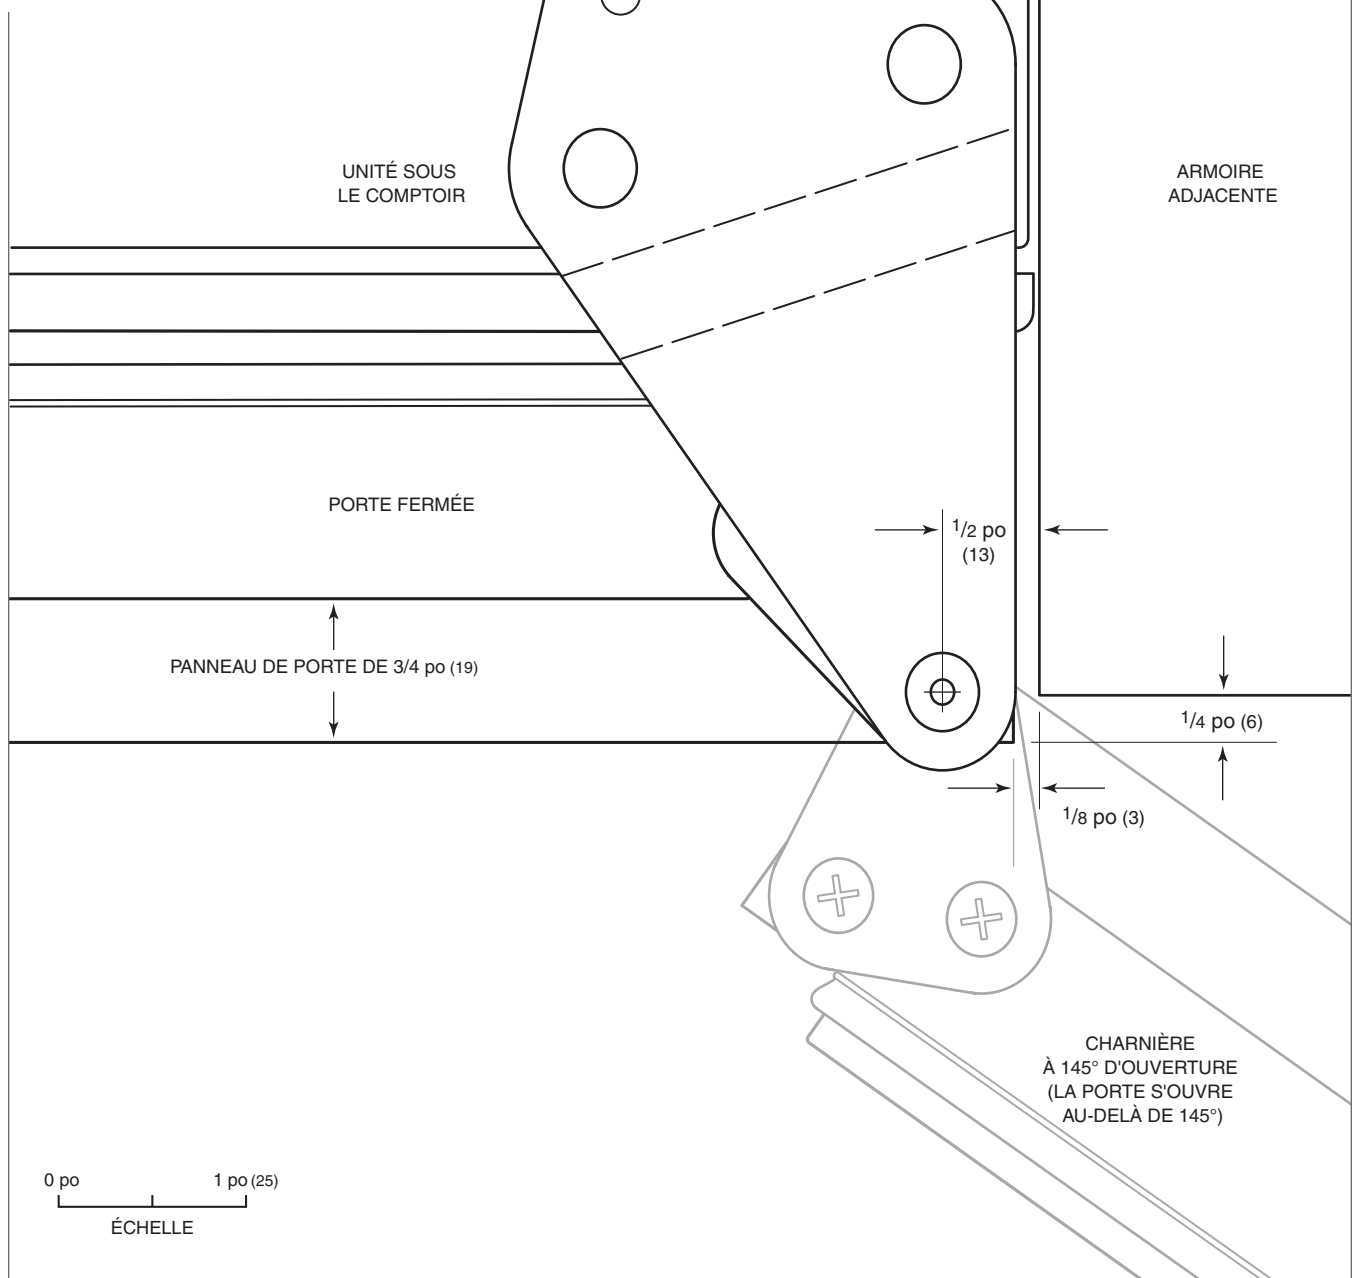 UNITÉ SOUS
LE COMPTOIR
ARMOIRE
ADJACENTE
PORTE FERMÉE
1/2 po
(13)
PANNEAU DE PORTE DE 3/4 po (19)
1/4 po (6)
1/8 po (3)
CHARNIÈRE
À 145° D'OUVERTURE
(LA PORTE S'OUVRE
AU-DELÀ DE 145°)
0 po 1 po (25)
ÉCHELLE